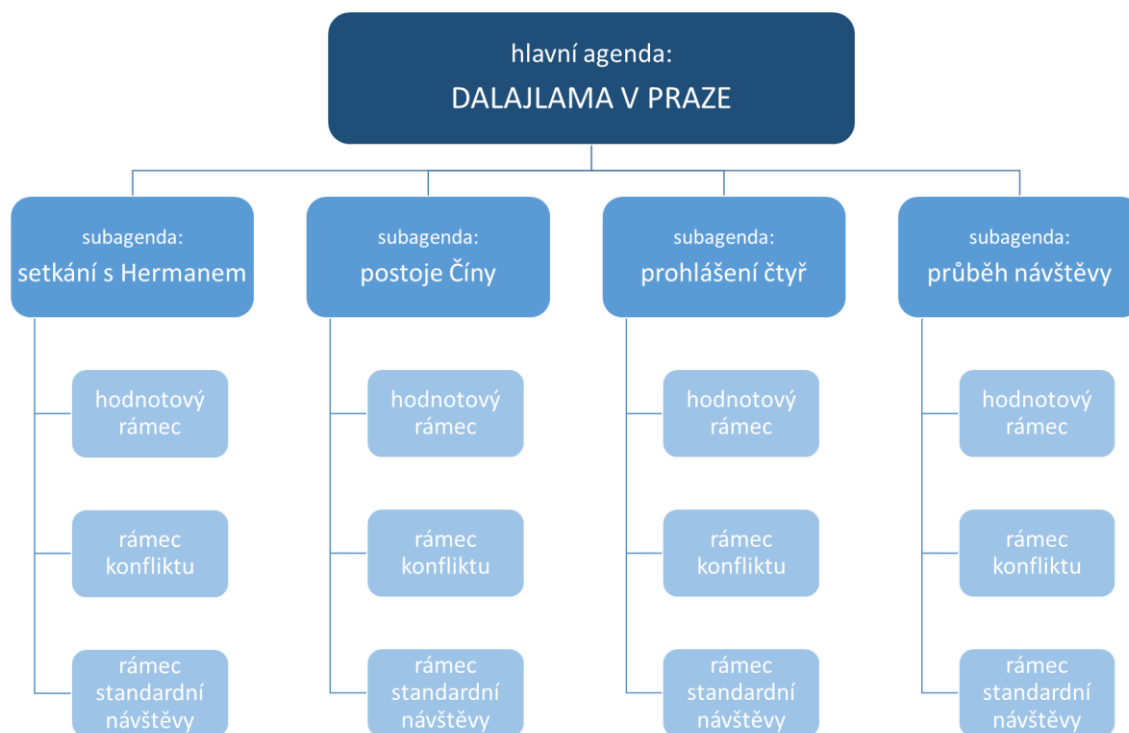 hlavní agenda:
DALAJLAMA V PRAZE
subagenda:
setkání s Hermanem
subagenda:
postoje Číny
subagenda:
prohlášení čtyř
subagenda:
průběh návštěvy
hodnotový
rámec
hodnotový
rámec
hodnotový
rámec
hodnotový
rámec
rámec
konfliktu
rámec
konfliktu
rámec
konfliktu
rámec
konfliktu
rámec
standardní
návštěvy
rámec
standardní
návštěvy
rámec
standardní
návštěvy
rámec
standardní
návštěvy